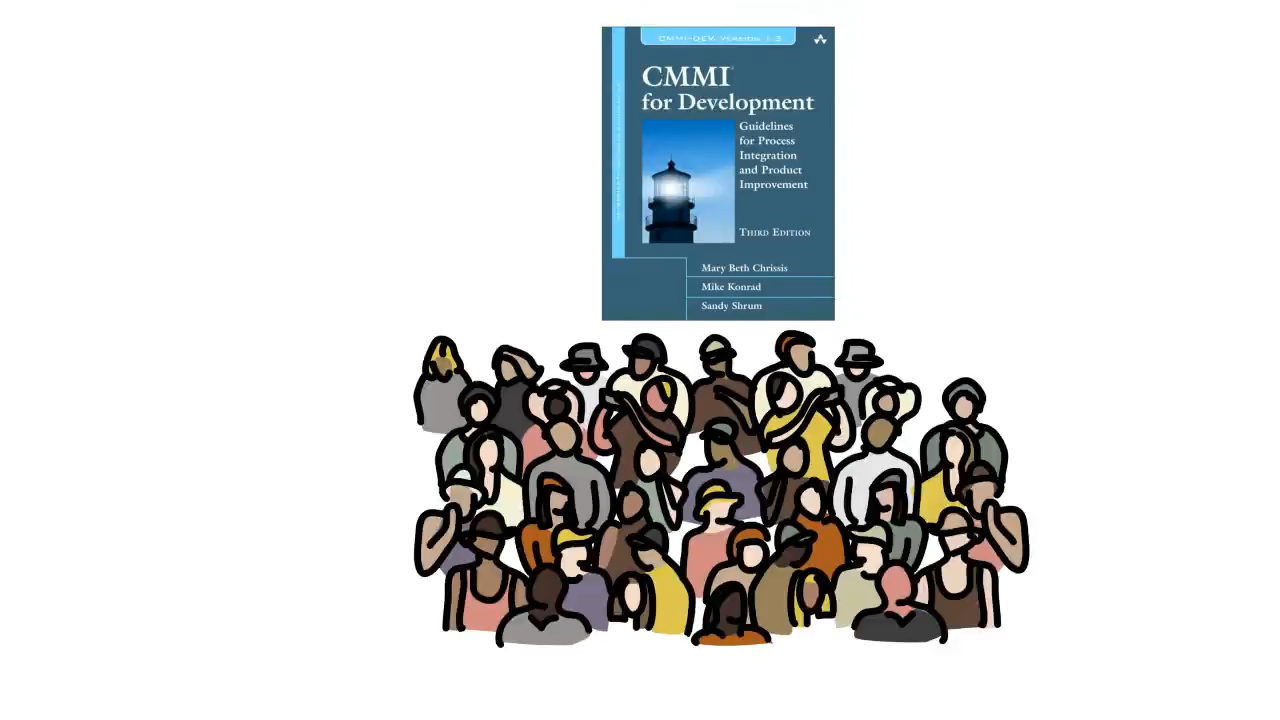 CMMI-DEV, Version 1.3
CMMI®
for Development
Guidelines
for Process
Integration
and Product
Improvement
Third Edition
Mary Beth Chrissis
Mike Konrad
Sandy Shrum